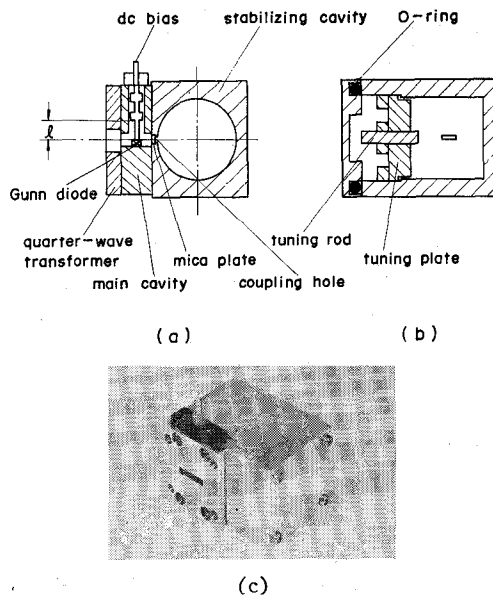 dc bias
stabilizing cavity
O-ring
ℓ
Gunn diode
quarter-wave
transformer
main cavity
mica plate
coupling hole
tuning rod
tuning plate
(a)
(b)
(c)